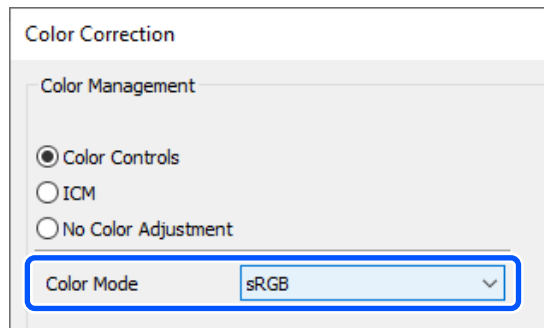 Color Correction
Color Management
Color Controls
ICM
No Color Adjustment
Color Mode sRGB